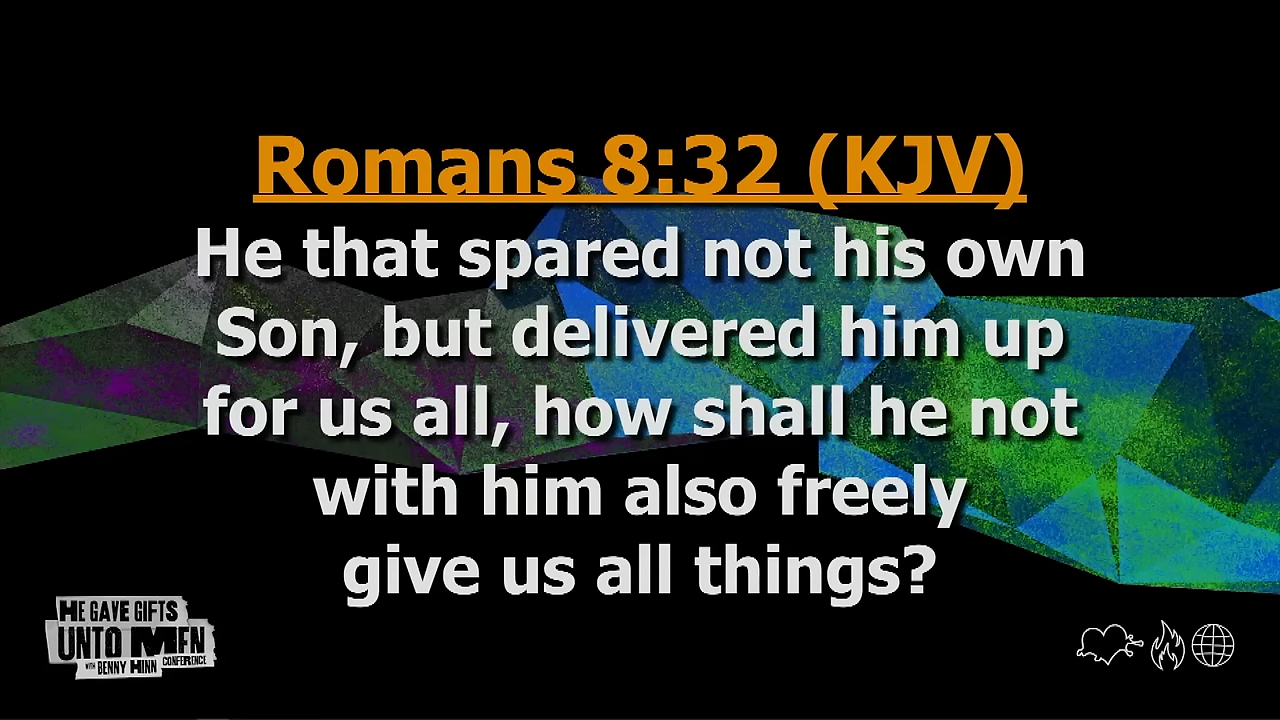 Romans 8:32 (KJV)
He that spared not his own
Son, but delivered him up
for us all, how shall he not
with him also freely
give us all things?
HE GAVE GIFTS
UNTO MEN
WITH BENNY HINN CONFERENCE